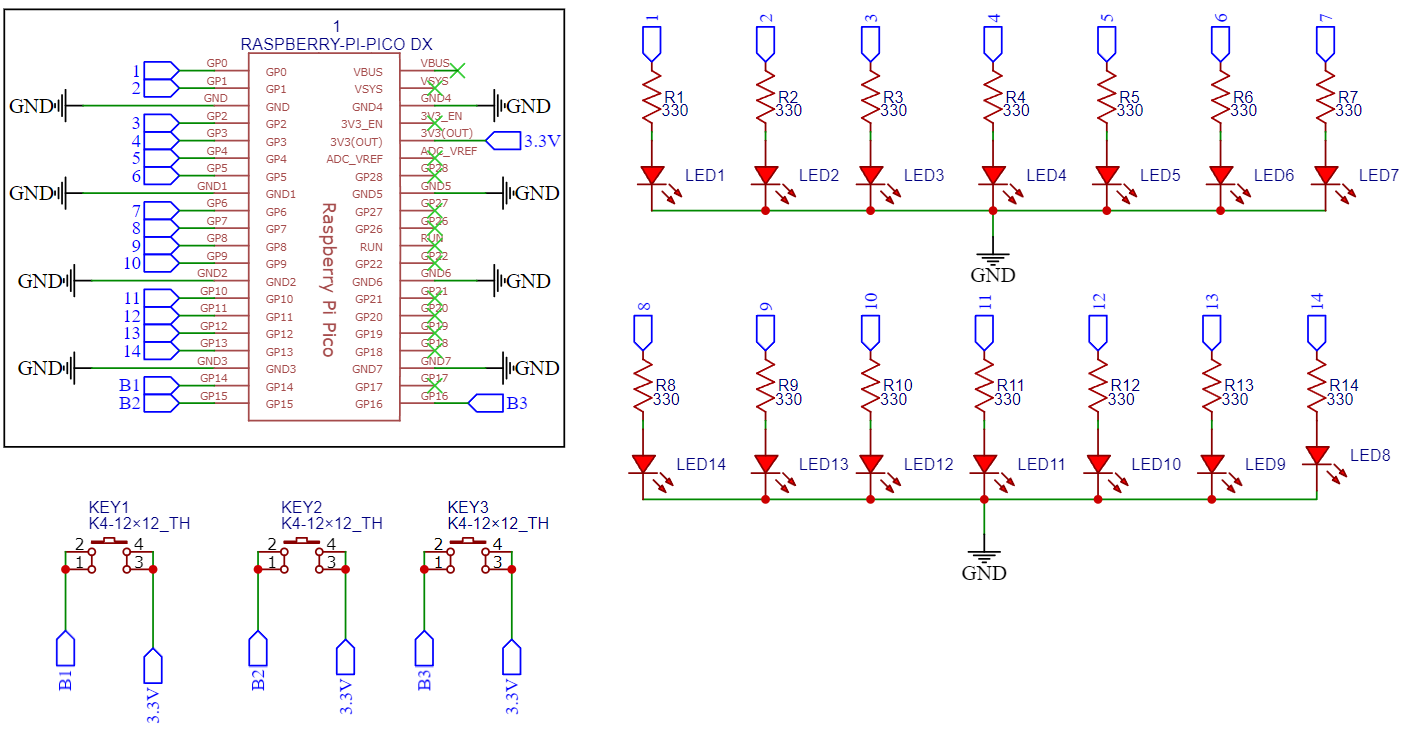 1
RASPBERRY-PI-PICO DX
Raspberry Pi Pico
1 GP0 GP0 VBUS VBUS
2 GP1 GP1 VSYS VSYS
GND GND GND GND4 GND4 GND
3 GP2 GP2 3V3_EN 3V3_EN
4 GP3 GP3 3V3(OUT) 3V3(OUT) 3.3V
5 GP4 GP4 ADC_VREF ADC_VREF
6 GP5 GP5 GP28 GP28
GND GND1 GND1 GND5 GND5 GND
7 GP6 GP6 GP27 GP27
8 GP7 GP7 GP26 GP26
9 GP8 GP8 RUN RUN
10 GP9 GP9 GP22 GP22
GND GND2 GND2 GND6 GND6 GND
11 GP10 GP10 GP21 GP21
12 GP11 GP11 GP20 GP20
13 GP12 GP12 GP19 GP19
14 GP13 GP13 GP18 GP18
GND GND3 GND3 GND7 GND7 GND
B1 GP14 GP14 GP17 GP17
B2 GP15 GP15 GP16 GP16 B3
1 2 3 4 5 6 7
R1 R2 R3 R4 R5 R6 R7
330 330 330 330 330 330 330
LED1 LED2 LED3 LED4 LED5 LED6 LED7
GND
8 9 10 11 12 13 14
R8 R9 R10 R11 R12 R13 R14
330 330 330 330 330 330 330
LED14 LED13 LED12 LED11 LED10 LED9 LED8
GND
KEY1 KEY2 KEY3
K4-12×12_TH K4-12×12_TH K4-12×12_TH
2 4 2 4 2 4
1 3 1 3 1 3
B1 3.3V B2 3.3V B3 3.3V